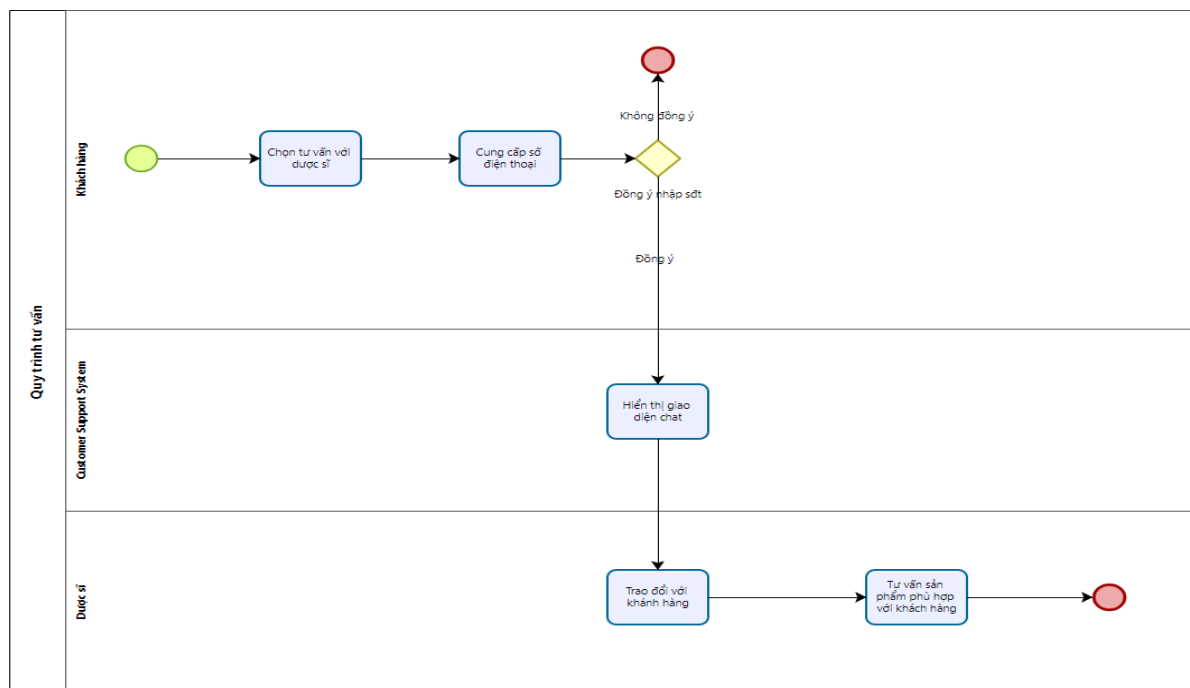 Quy trình tư vấn
Khách hàng
Chọn tư vấn với
dược sĩ
Cung cấp số
điện thoại
Không đồng ý
Đồng ý nhập sđt
Đồng ý
Customer Support System
Hiển thị giao
diện chat
Dược sĩ
Trao đổi với
khánh hàng
Tư vấn sản
phẩm phù hợp
với khách hàng